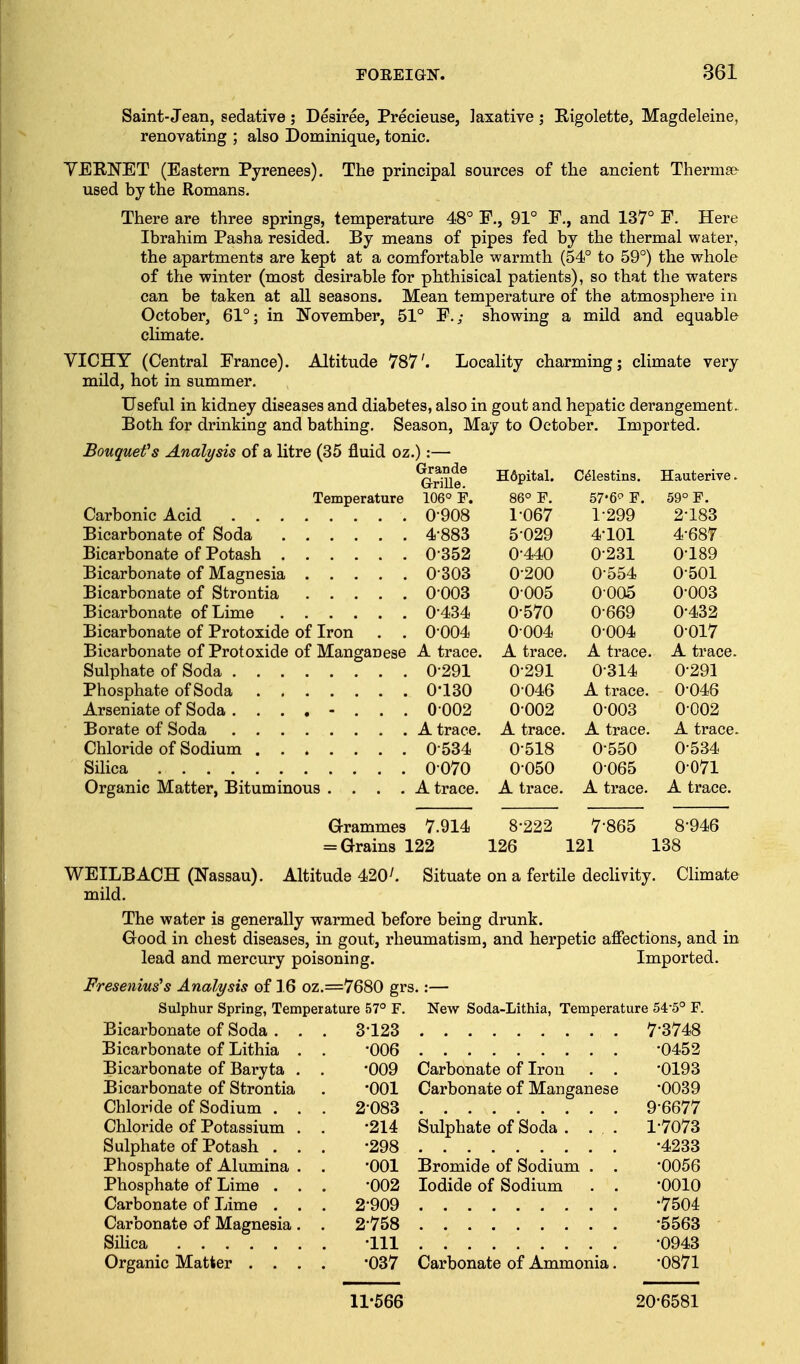 FOREIGN. 361
Saint-Jean, sedative ; Desirée, Précieuse, laxative ; Rigolette, Magdeleine,
renovating ; also Dominique, tonic.
VERNET (Eastern Pyrenees). The principal sources of the ancient Thermæ
used by the Romans.
There are three springs, temperature 48° F., 91° F., and 137° F. Here
Ibrahim Pasha resided. By means of pipes fed by the thermal water,
the apartments are kept at a comfortable warmth (54° to 59°) the whole
of the winter (most desirable for phthisical patients), so that the waters
can be taken at all seasons. Mean temperature of the atmosphere in
October, 61°; in November, 51° F.; showing a mild and equable
climate.
VICHY (Central France). Altitude 787'. Locality charming; climate very
mild, hot in summer.
Useful in kidney diseases and diabetes, also in gout and hepatic derangement.
Both for drinking and bathing. Season, May to October. Imported.
Bouquet's Analysis of a litre (35 fluid oz.) :—
Grande Grille. Hôpital. Célestins. Hauterive.
Temperature 106° F. 86° F. 57·6° F. 59° F.
Carbonic Acid . . . . . . . . 0·908 1·067 1·299 2·183
Bicarbonate of Soda . . . . . . 4·883 5·029 4·101 4·687
Bicarbonate of Potash . . . . . . 0·352 0·440 0·231 0·189
Bicarbonate of Magnesia . . . . . 0·303 0·200 0·554 0·501
Bicarbonate of Strontia . . . . . 0·003 0·005 0·005 0·003
Bicarbonate of Lime . . . . . . 0·434 0·570 0·669 0·432
Bicarbonate of Protoxide of Iron . . 0·004 0·004 0·004 0·017
Bicarbonate of Protoxide of Manganese A trace. A trace. A trace. A trace.
Sulphate of Soda . . . . . . . . 0·291 0·291 0·314 0·291
Phosphate of Soda . . . . . . . 0·130 0·046 A trace. 0·046
Arseniate of Soda . . . . - . . . 0·002 0·002 0·003 0·002
Borate of Soda . . . . . . . . A trace. A trace. A trace. A trace.
Chloride of Sodium . . . . . . . 0·534 0·518 0·550 0·534
Silica . . . . . . . . . . . . 0·070 0·050 0·065 0·071
Organic Matter, Bituminous . . . . A trace. A trace. A trace. A trace.
Grammes 7.914 8·222 7·865 8·946
= Grains 122 126 121 138
WEILBACH (Nassau). Altitude 420'. Situate on a fertile declivity. Climate
mild.
The water is generally warmed before being drunk.
Good in chest diseases, in gout, rheumatism, and herpetic affections, and in
lead and mercury poisoning. Imported.
Fresenius's Analysis of 16 oz.=7680 grs. :—
Sulphur Spring, Temperature 57° F. New Soda-Lithia, Temperature 54·5° F.
Bicarbonate of Soda . . . 3·123 . . . . . . . . . 7·3748
Bicarbonate of Lithia . . ·006 . . . . . . . . . ·0452
Bicarbonate of Baryta . . ·009 Carbonate of Iron . . ·0193
Bicarbonate of Strontia . ·001 Carbonate of Manganese ·0039
Chloride of Sodium . . . 2·083 . . . . . . . . . 9·6677
Chloride of Potassium . . ·214 Sulphate of Soda . . . 1·7073
Sulphate of Potash . . . ·298 . . . . . . . . . ·4233
Phosphate of Alumina . . ·001 Bromide of Sodium . . ·0056
Phosphate of Lime . . . ·002 Iodide of Sodium . . ·0010
Carbonate of Lime . . . 2·909 . . . . . . . . . ·7504
Carbonate of Magnesia . . 2·758 . . . . . . . . . ·5563
Silica . . . . . . . ·111 . . . . . . . . . ·0943
Organic Matter . . . . ·037 Carbonate of Ammonia. ·0871
11·566 20·6581